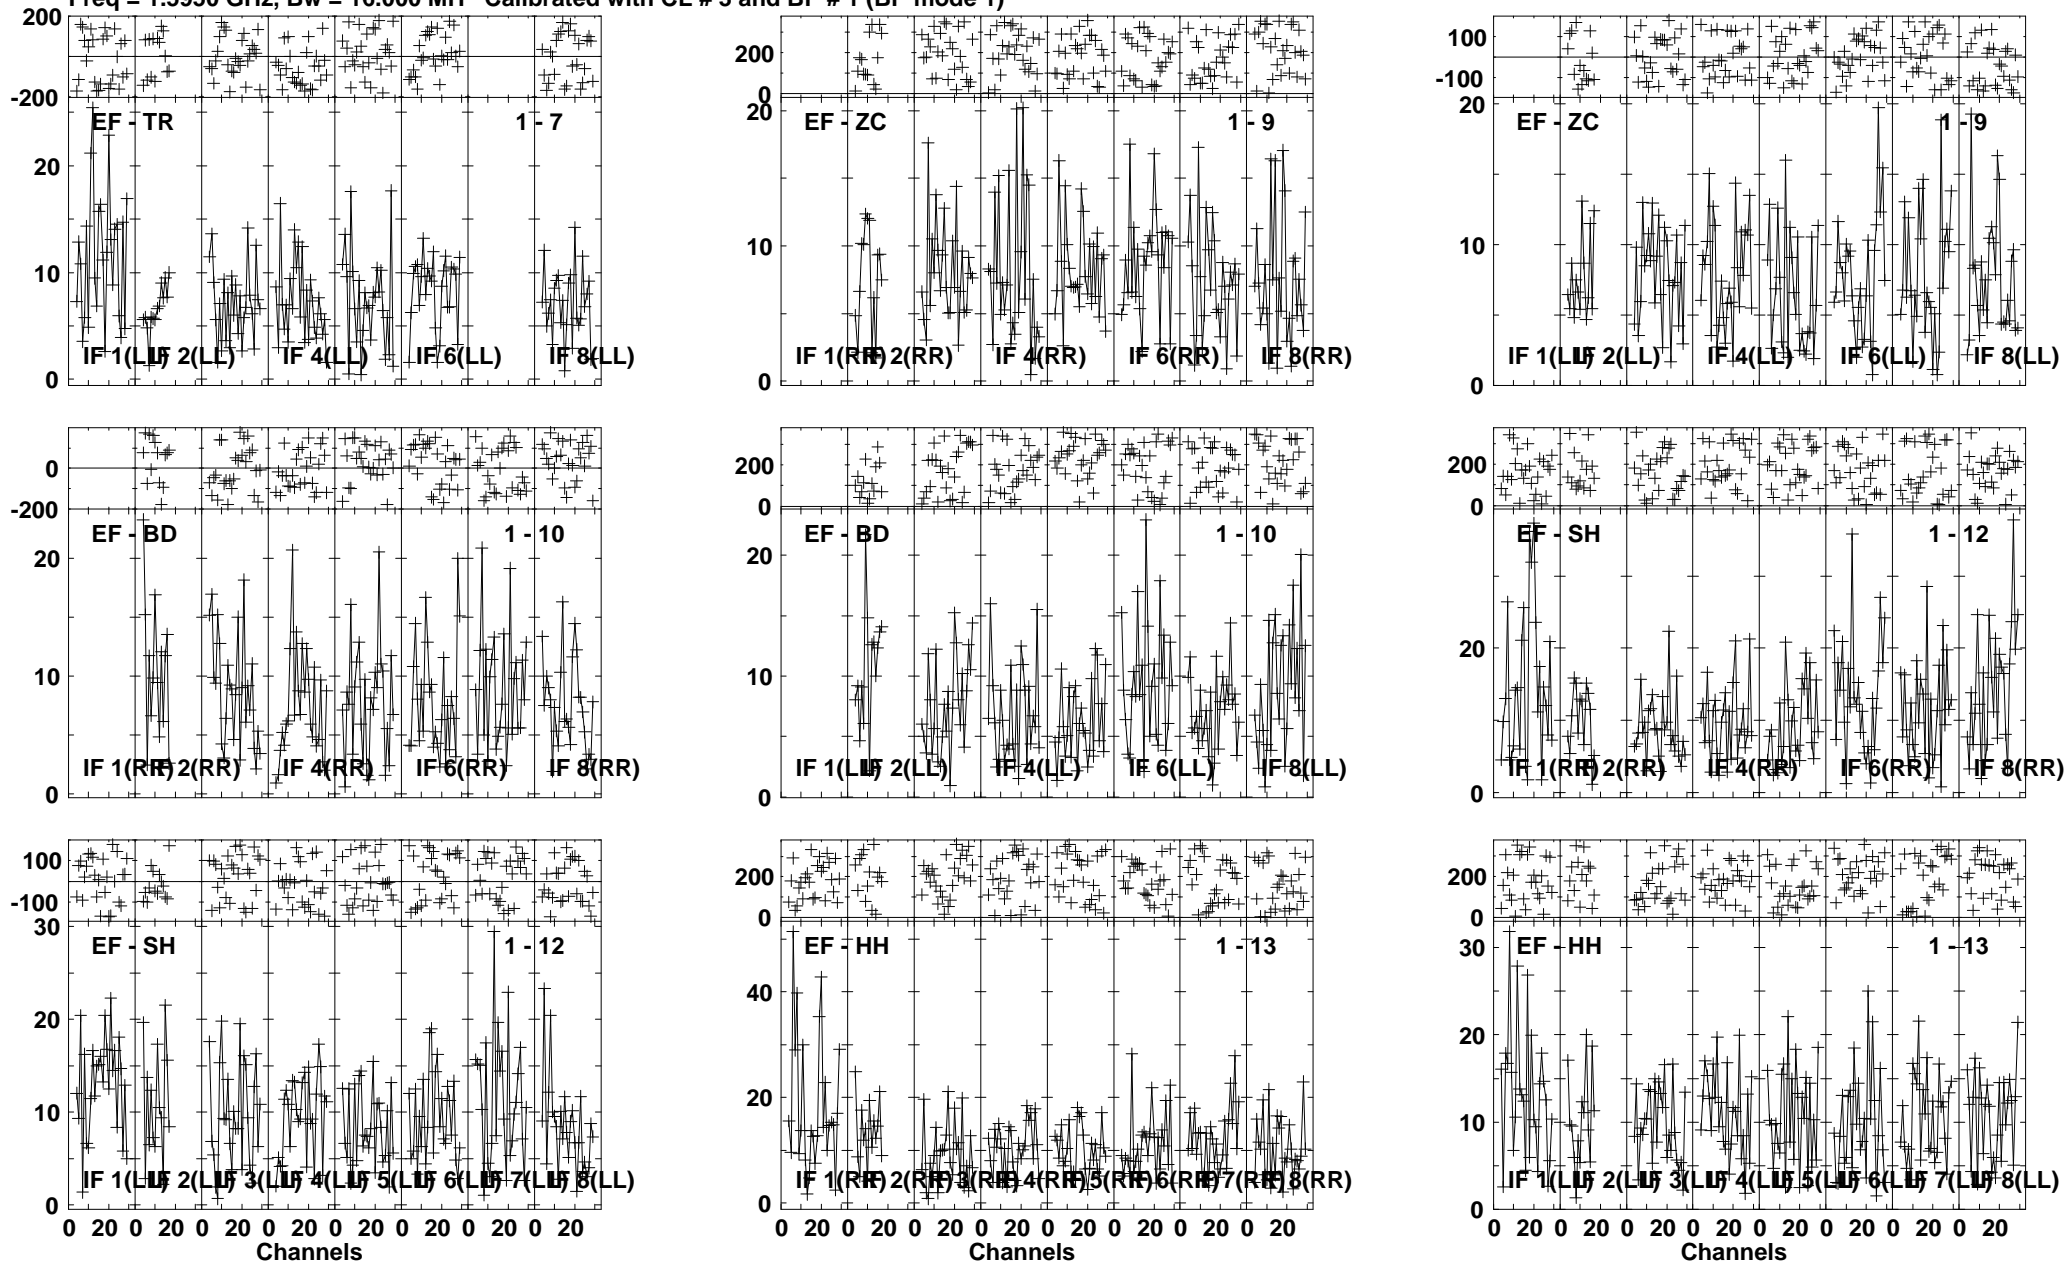 Freq = GHz, Bw = 16.000 MH Calibrated with and (BP mode 1)
200
-200
EF - TR 1 - 7
20
10
0
IF 1(LL) IF 2(LL) IF 4(LL) IF 6(LL) IF 8(LL)
200
0
20
EF - ZC 1 - 9
10
0
IF 1(RR) IF 2(RR) IF 4(RR) IF 6(RR) IF 8(RR)
100
-100
20
EF - ZC 1 - 9
10
0
IF 1(LL) IF 2(LL) IF 4(LL) IF 6(LL) IF 8(LL)
0
-200
EF - BD 1 - 10
20
10
0
IF 1(RR) IF 2(RR) IF 4(RR) IF 6(RR) IF 8(RR)
200
0
EF - BD 1 - 10
20
10
0
IF 1(LL) IF 2(LL) IF 4(LL) IF 6(LL) IF 8(LL)
200
0
EF - SH 1 - 12
20
0
IF 1(RR) IF 2(RR) IF 4(RR) IF 6(RR) IF 8(RR)
100
-100
30
EF - SH 1 - 12
20
10
0
IF 1(LL) IF 2(LL) IF 3(LL) IF 4(LL) IF 5(LL) IF 6(LL) IF 7(LL) IF 8(LL)
0 20 0 20 0 20 0 20 0 20 0 20 0 20 0 20
Channels
200
0
EF - HH 1 - 13
40
20
0
IF 1(RR) IF 2(RR) IF 3(RR) IF 4(RR) IF 5(RR) IF 6(RR) IF 7(RR) IF 8(RR)
0 20 0 20 0 20 0 20 0 20 0 20 0 20 0 20
Channels
200
0
EF - HH 1 - 13
30
20
10
0
IF 1(LL) IF 2(LL) IF 3(LL) IF 4(LL) IF 5(LL) IF 6(LL) IF 7(LL) IF 8(LL)
0 20 0 20 0 20 0 20 0 20 0 20 0 20 0 20
Channels